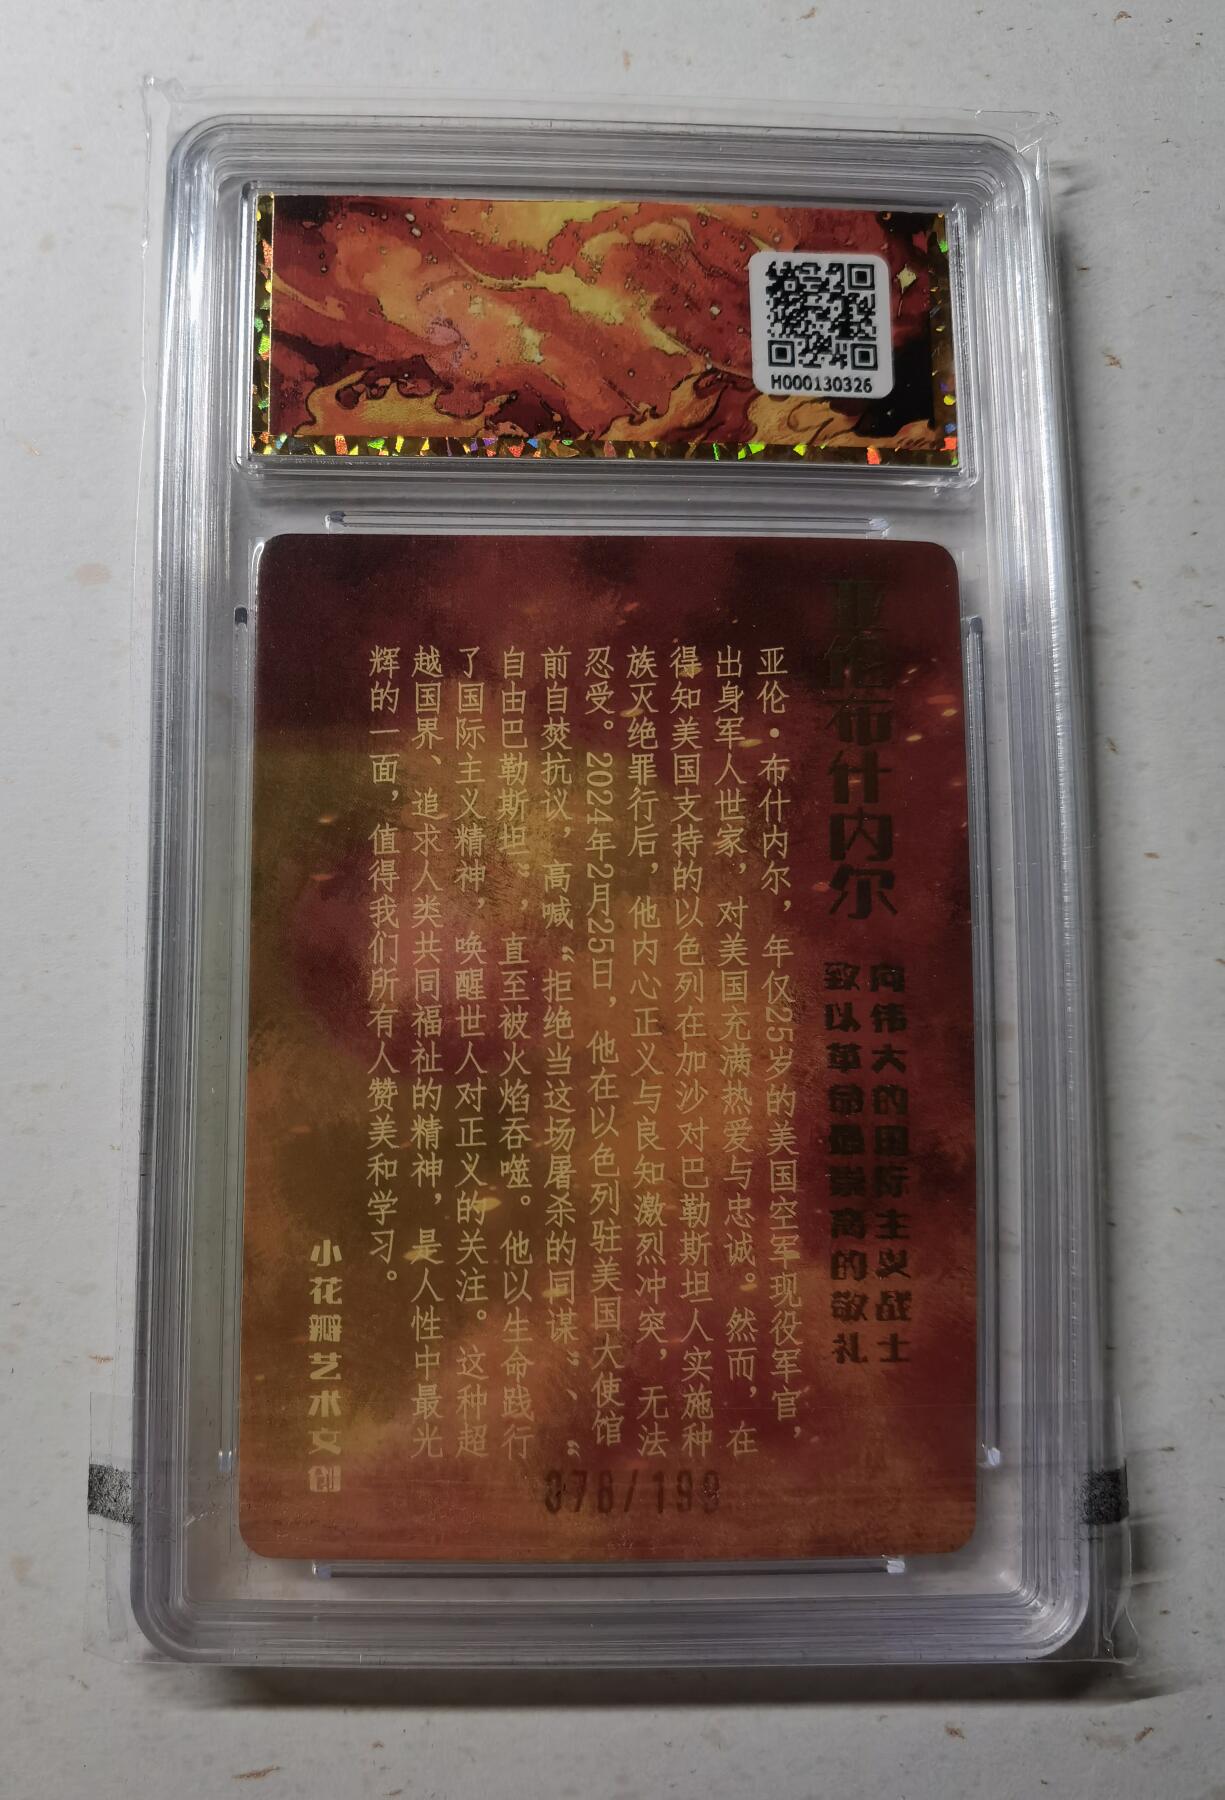 H000130326
亚伦布什内尔
向伟大的国际主义战士
致以革命最崇高的敬礼
亚伦·布什内尔，年仅25岁的美国空军现役军官，
出身军人世家，对美国充满热爱与忠诚。然而，在
得知美国支持的以色列在加沙对巴勒斯坦人实施种
族灭绝罪行后，他内心正义与良知激烈冲突，无法
忍受。2024年2月25日，他在以色列驻美国大使馆
前自焚抗议，高喊“拒绝当这场屠杀的同谋”、“
自由巴勒斯坦”，直至被火焰吞噬。他以生命践行
了国际主义精神，唤醒世人对正义的关注。这种超
越国界、追求人类共同福祉的精神，是人性中最光
辉的一面，值得我们所有人赞美和学习。
小花瓣艺术文创